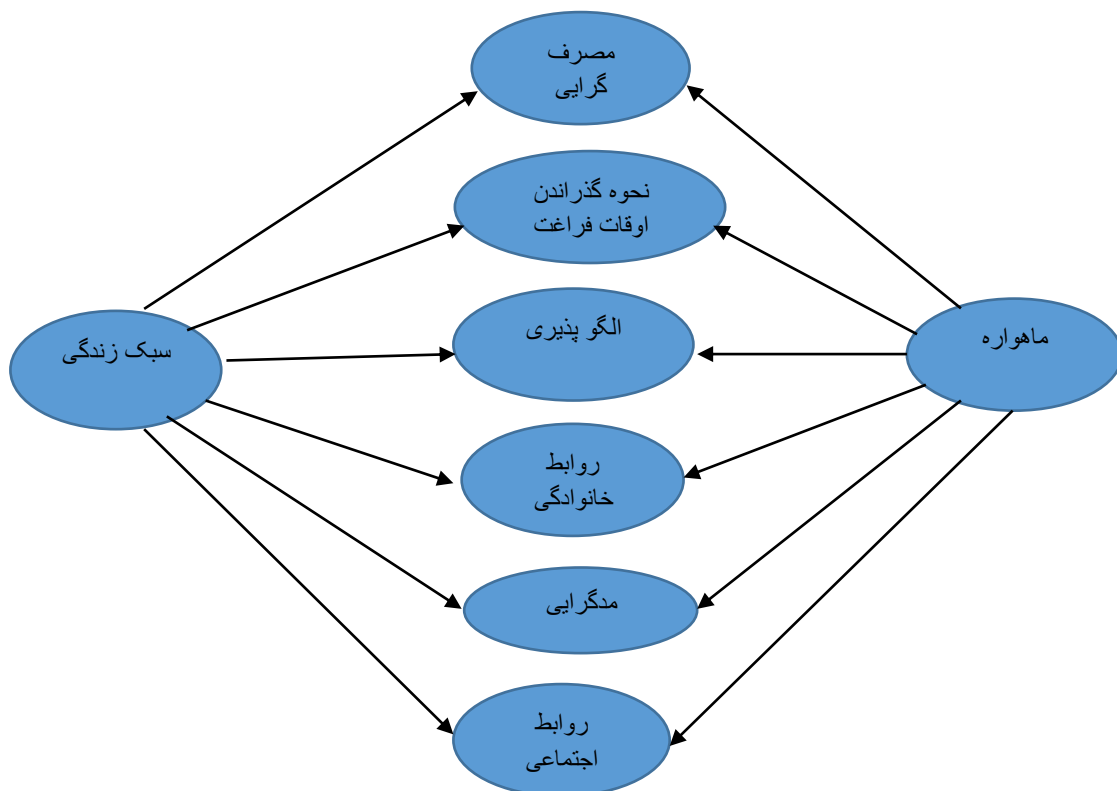 مصرف
گرایی
نحوه گذراندن
اوقات فراغت
الگو پذیری
ماهواره
سبک زندگی
روابط
خانوادگی
مدگرایی
روابط
اجتماعی